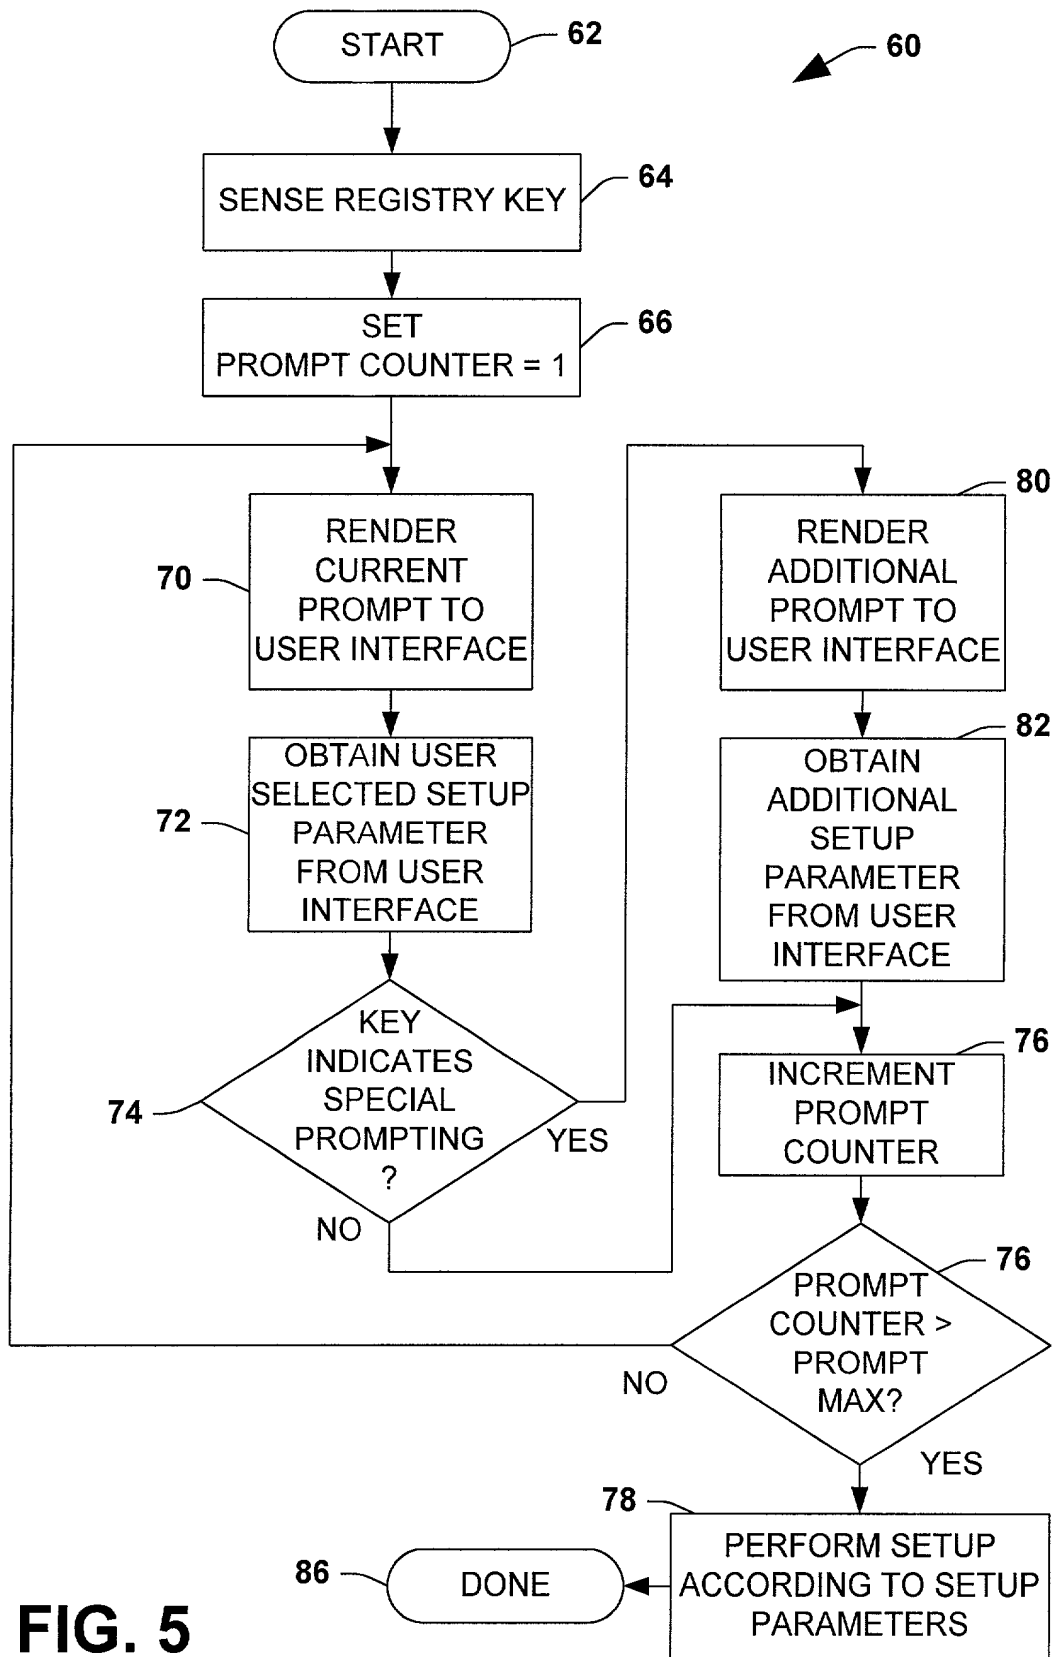 START
62
60
SENSE REGISTRY KEY
64
SET
PROMPT COUNTER = 1
66
RENDER
CURRENT
PROMPT TO
USER INTERFACE
70
RENDER
ADDITIONAL
PROMPT TO
USER INTERFACE
80
OBTAIN USER
SELECTED SETUP
PARAMETER
FROM USER
INTERFACE
72
OBTAIN
ADDITIONAL
SETUP
PARAMETER
FROM USER
INTERFACE
82
KEY
INDICATES
SPECIAL
PROMPTING
?
74
YES
NO
INCREMENT
PROMPT
COUNTER
76
PROMPT
COUNTER >
PROMPT
MAX?
76
NO
YES
PERFORM SETUP
ACCORDING TO SETUP
PARAMETERS
78
DONE
86
FIG. 5